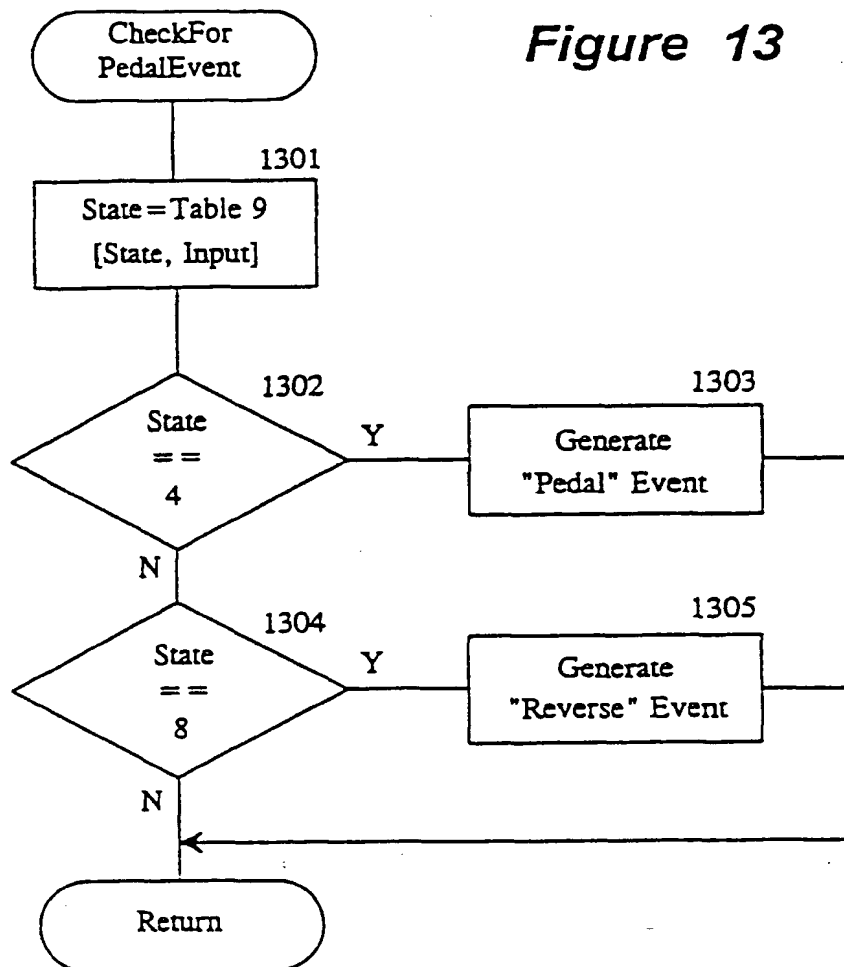 Figure 13
CheckFor
PedalEvent
1301
State=Table 9
[State, Input]
1302
State
==
4
Y
N
1303
Generate
"Pedal" Event
1304
State
==
8
Y
N
1305
Generate
"Reverse" Event
Return